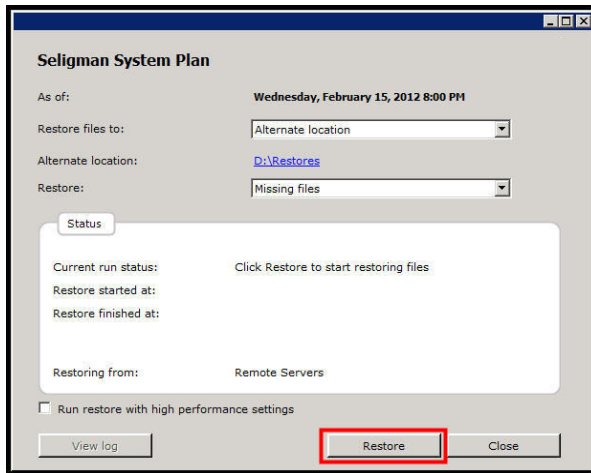 Seligman System Plan
As of: Wednesday, February 15, 2012 8:00 PM
Restore files to: Alternate location
Alternate location: D:\Restores
Restore: Missing files
Status
Current run status: Click Restore to start restoring files
Restore started at:
Restore finished at:
Restoring from: Remote Servers
Run restore with high performance settings
View log Restore Close